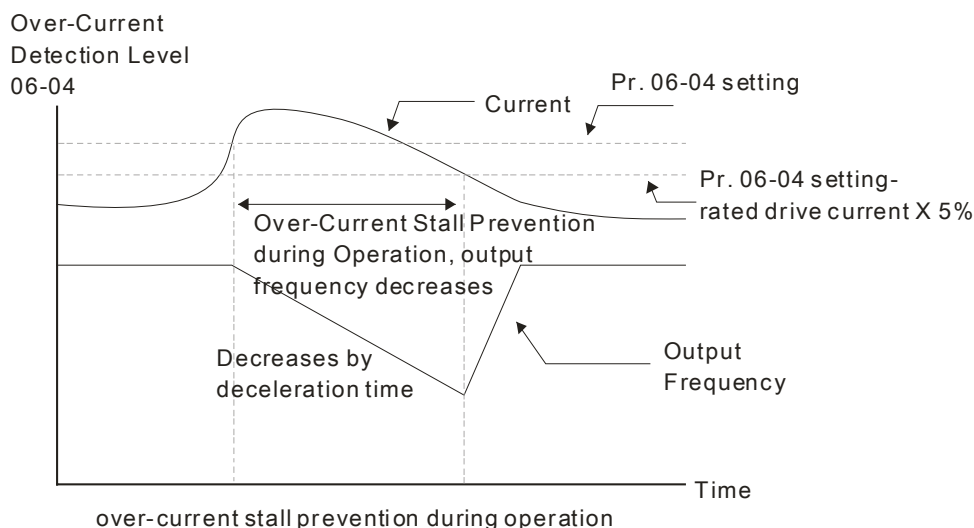 Over-Current
Detection Level
06-04
Pr. 06-04 setting
Current
Pr. 06-04 setting-
rated drive current X 5%
Over-Current Stall Prevention
during Operation, output
frequency decreases
Decreases by
deceleration time
Output
Frequency
Time
over-current stall prevention during operation